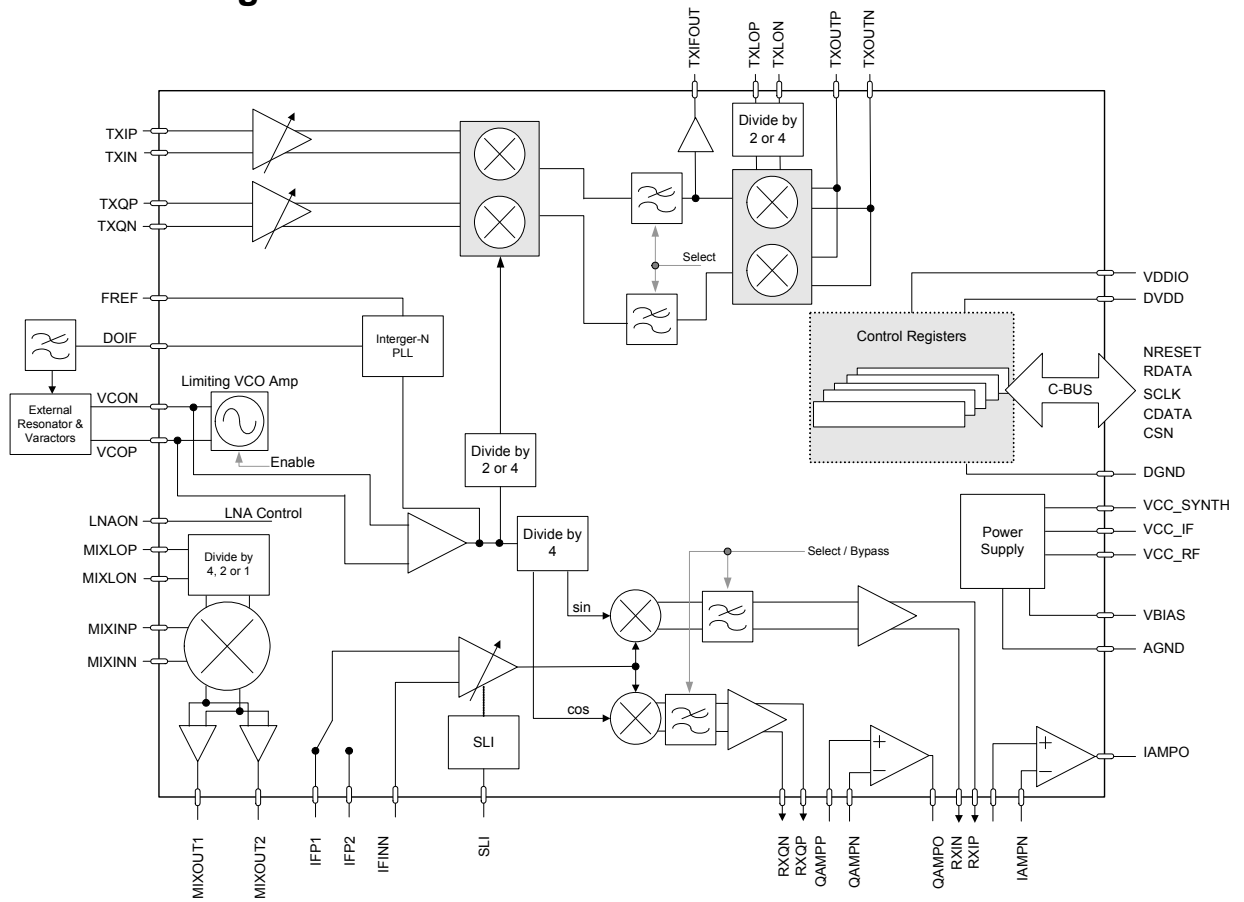 TXIFOUT
TXLOP
TXLON
TXOUTP
TXOUTN
TXIP
TXIN
TXQP
TXQN
Divide by
2 or 4
Select
FREF
DOIF
Interger-N
PLL
Limiting VCO Amp
VCON
External
Resonator &
Varactors
VCOP
Enable
Divide by
2 or 4
Control Registers
VDDIO
DVDD
NRESET
RDATA
C-BUS
SCLK
CDATA
CSN
DGND
LNAON
LNA Control
MIXLOP
MIXLON
Divide by
4, 2 or 1
MIXINP
MIXINN
Divide by
4
Select / Bypass
sin
cos
SLI
Power
Supply
VCC_SYNTH
VCC_IF
VCC_RF
VBIAS
AGND
IAMPO
MIXOUT1
MIXOUT2
IFP1
IFP2
IFINN
SLI
RXQN
RXQP
QAMPP
QAMPN
QAMPO
RXIN
RXIP
IAMPN
+
−
+
−